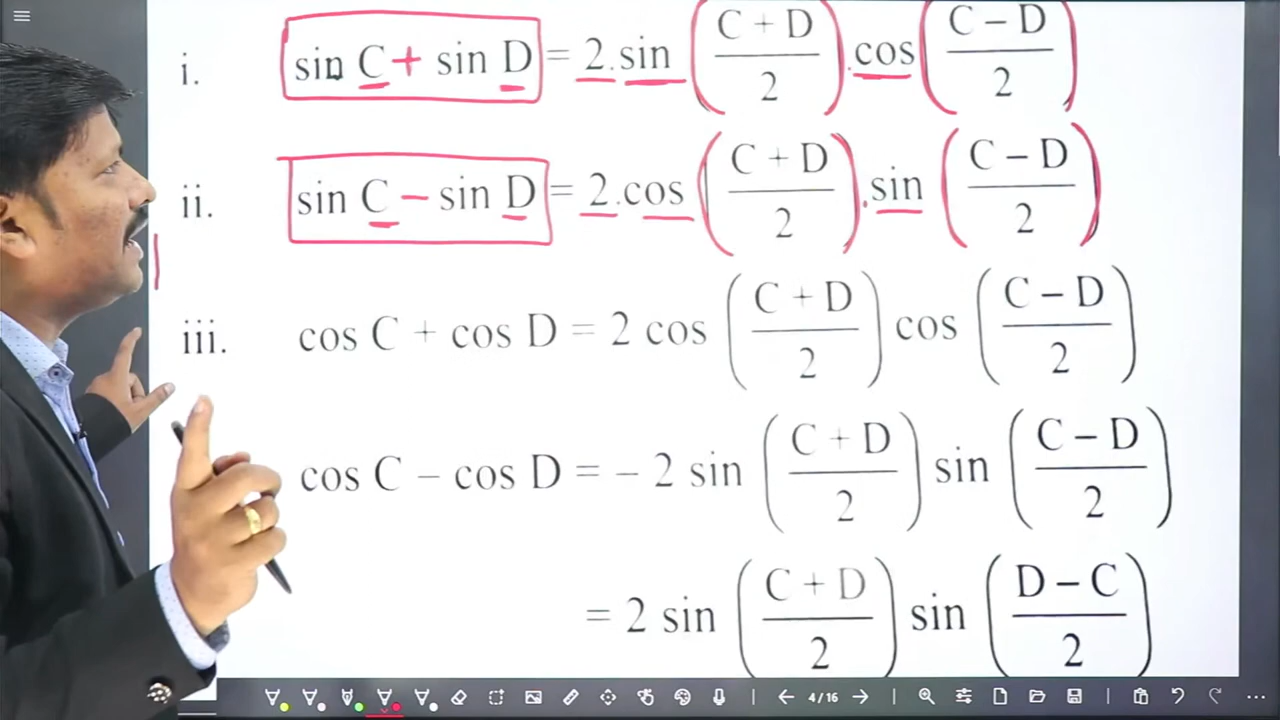 i. sin C + sin D = 2.sin (C + D / 2).cos (C – D / 2)
ii. sin C – sin D = 2.cos (C + D / 2).sin (C – D / 2)
iii. cos C + cos D = 2 cos (C + D / 2) cos (C – D / 2)
cos C – cos D = – 2 sin (C + D / 2) sin (C – D / 2)
= 2 sin (C + D / 2) sin (D – C / 2)
4/16